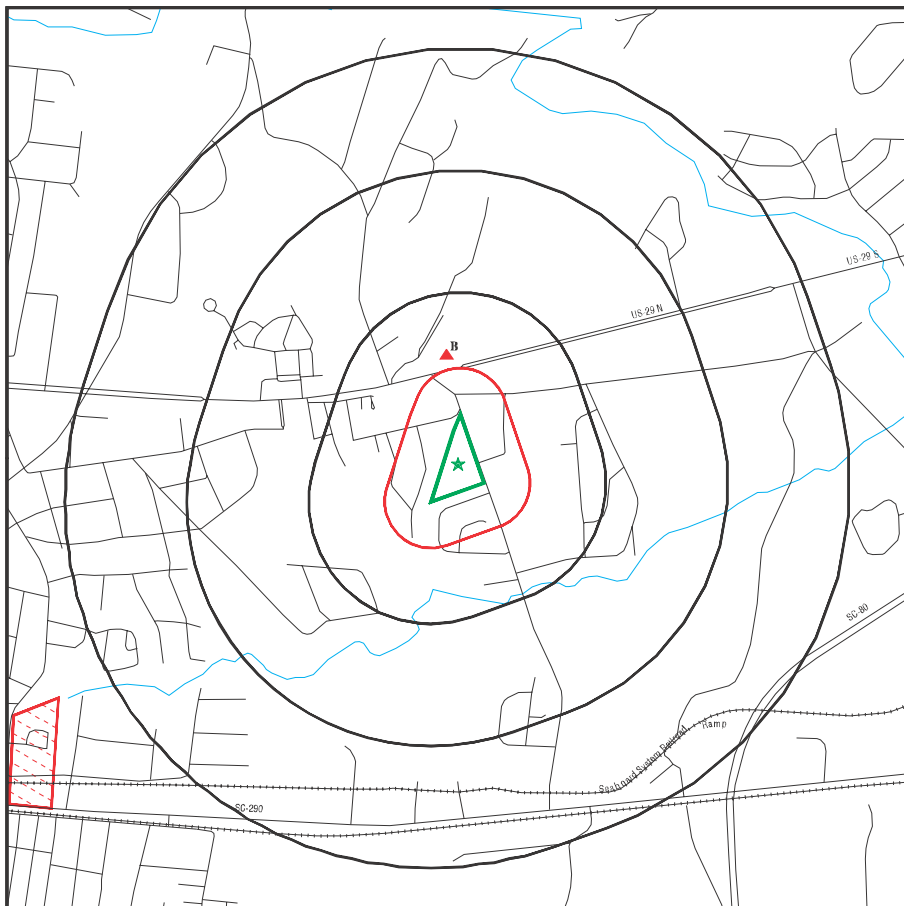 US-29 S
US-29 N
B
SC-80
Ramp
Seaboard System Railroad
SC-290